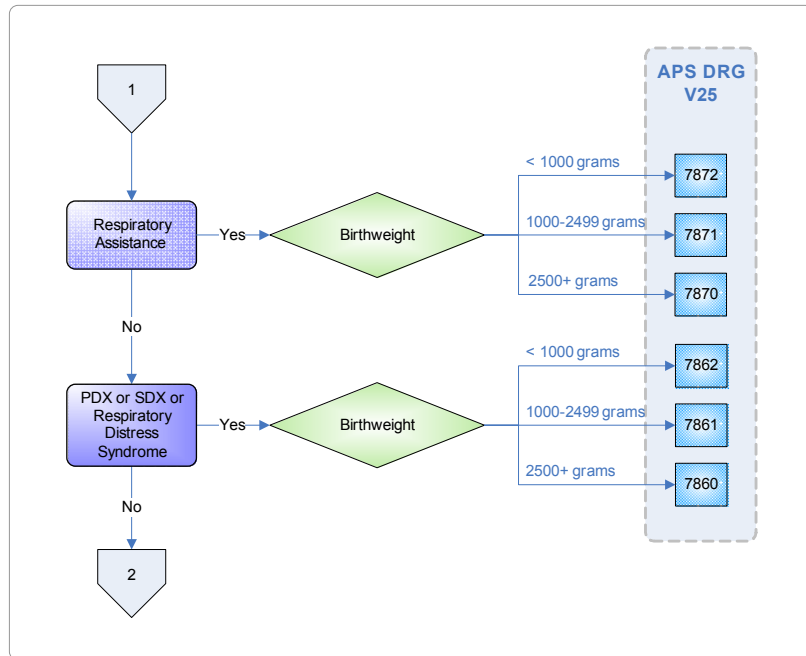 1
APS DRG
V25
< 1000 grams
7872
Respiratory
Assistance
Yes
Birthweight
1000-2499 grams
7871
2500+ grams
7870
No
< 1000 grams
7862
PDX or SDX or
Respiratory
Distress
Syndrome
Yes
Birthweight
1000-2499 grams
7861
2500+ grams
7860
No
2